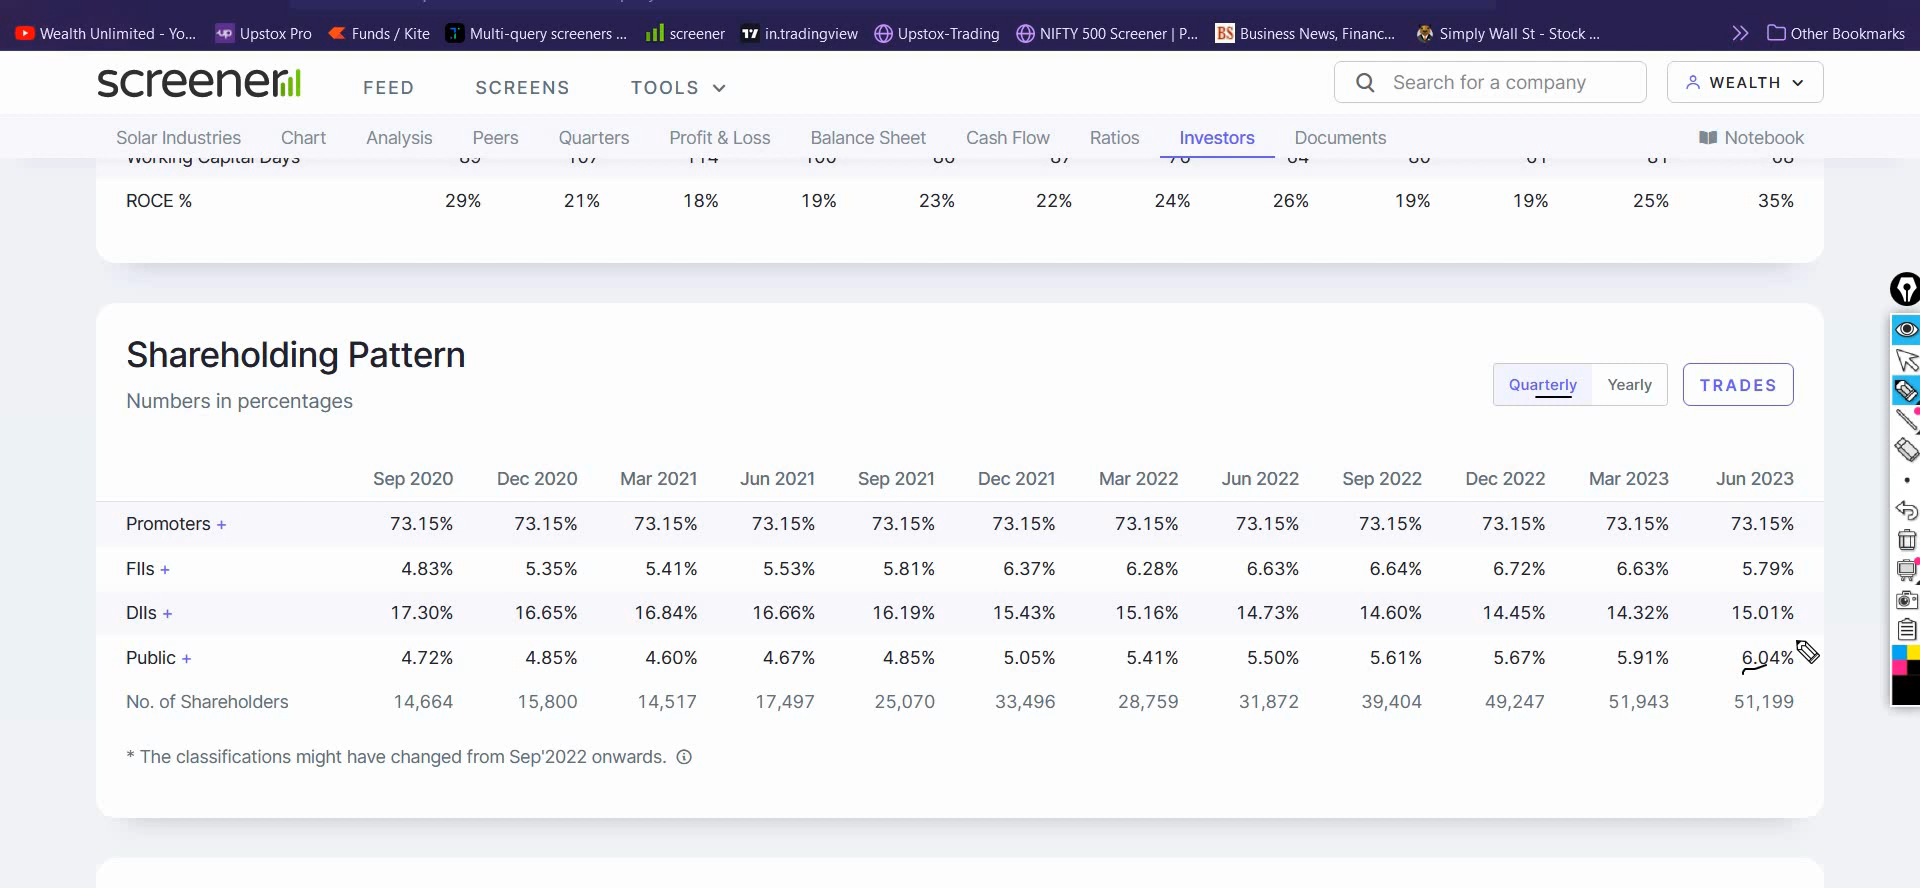 Wealth Unlimited - Yo... Upstox Pro Funds / Kite Multi-query screeners ... screener in.tradingview Upstox-Trading NIFTY 500 Screener | P... BS Business News, Financ... Simply Wall St - Stock ... Other Bookmarks
screener FEED SCREENS TOOLS Search for a company WEALTH
Solar Industries Chart Analysis Peers Quarters Profit & Loss Balance Sheet Cash Flow Ratios Investors Documents Notebook
Working Capital Days 107 114
ROCE % 29% 21% 18% 19% 23% 22% 24% 26% 19% 19% 25% 35%
Shareholding Pattern
Numbers in percentages
Quarterly Yearly TRADES
Sep 2020 Dec 2020 Mar 2021 Jun 2021 Sep 2021 Dec 2021 Mar 2022 Jun 2022 Sep 2022 Dec 2022 Mar 2023 Jun 2023
Promoters + 73.15% 73.15% 73.15% 73.15% 73.15% 73.15% 73.15% 73.15% 73.15% 73.15% 73.15% 73.15%
FIIs + 4.83% 5.35% 5.41% 5.53% 5.81% 6.37% 6.28% 6.63% 6.64% 6.72% 6.63% 5.79%
DIIs + 17.30% 16.65% 16.84% 16.66% 16.19% 15.43% 15.16% 14.73% 14.60% 14.45% 14.32% 15.01%
Public + 4.72% 4.85% 4.60% 4.67% 4.85% 5.05% 5.41% 5.50% 5.61% 5.67% 5.91% 6.04%
No. of Shareholders 14,664 15,800 14,517 17,497 25,070 33,496 28,759 31,872 39,404 49,247 51,943 51,199
* The classifications might have changed from Sep'2022 onwards.